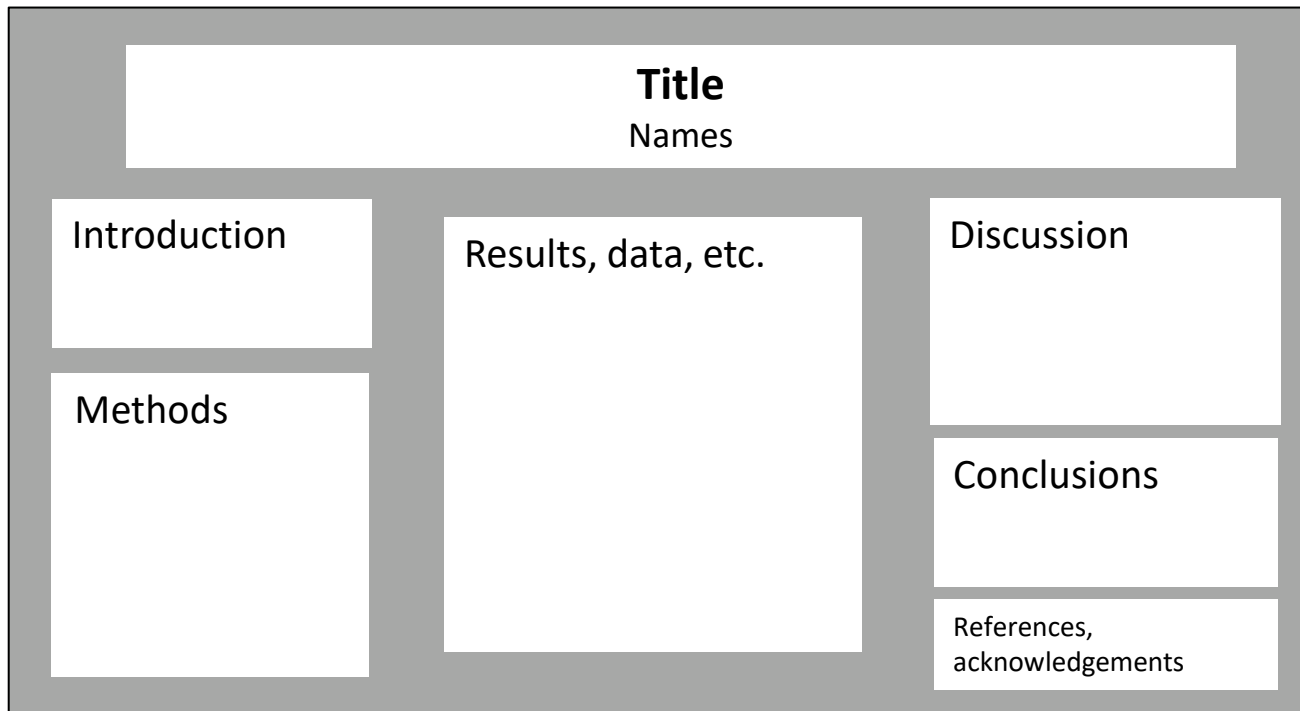 Title
Names
Introduction
Methods
Results, data, etc.
Discussion
Conclusions
References,
acknowledgements